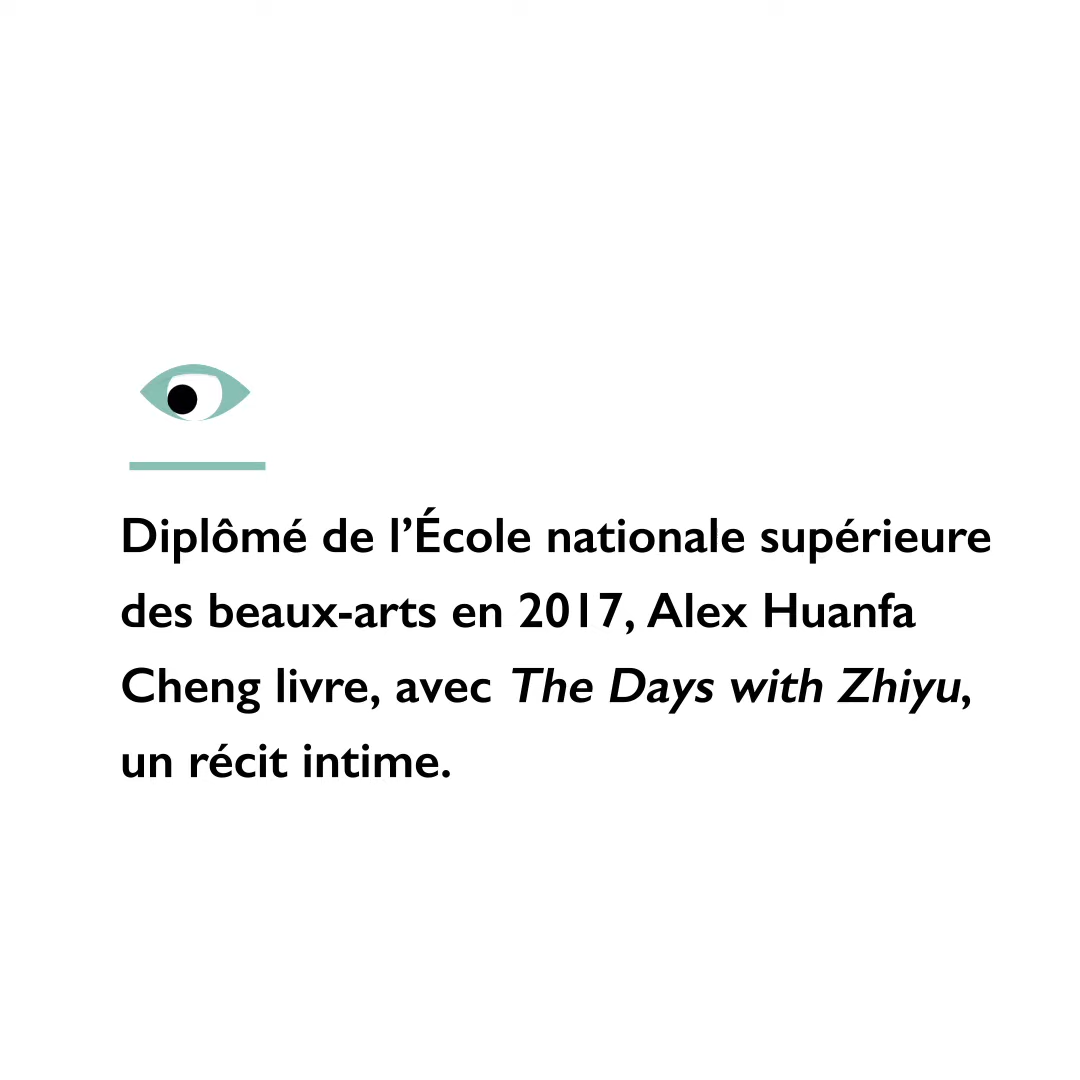 Diplômé de l’École nationale supérieure
des beaux-arts en 2017, Alex Huanfa
Cheng livre, avec The Days with Zhiyu,
un récit intime.